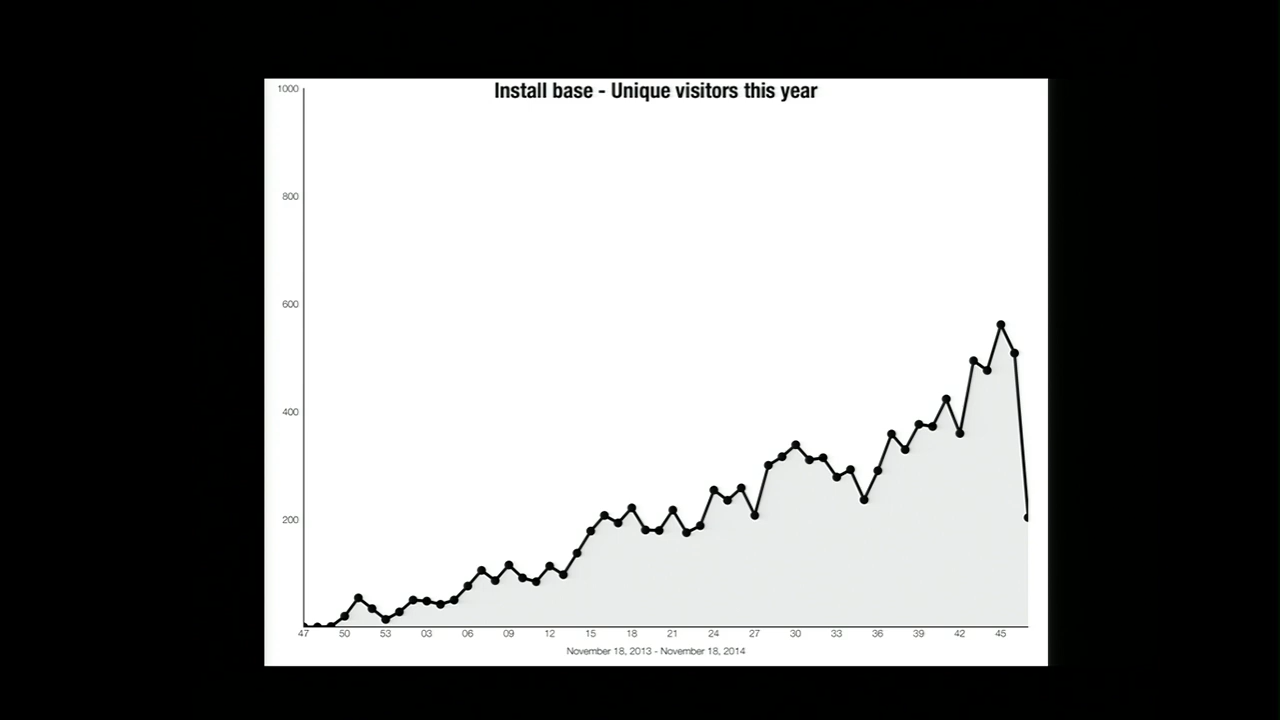 Install base - Unique visitors this year
1000
800
600
400
200
47 50 53 03 06 09 12 15 18 21 24 27 30 33 36 39 42 45
November 18, 2013 - November 18, 2014